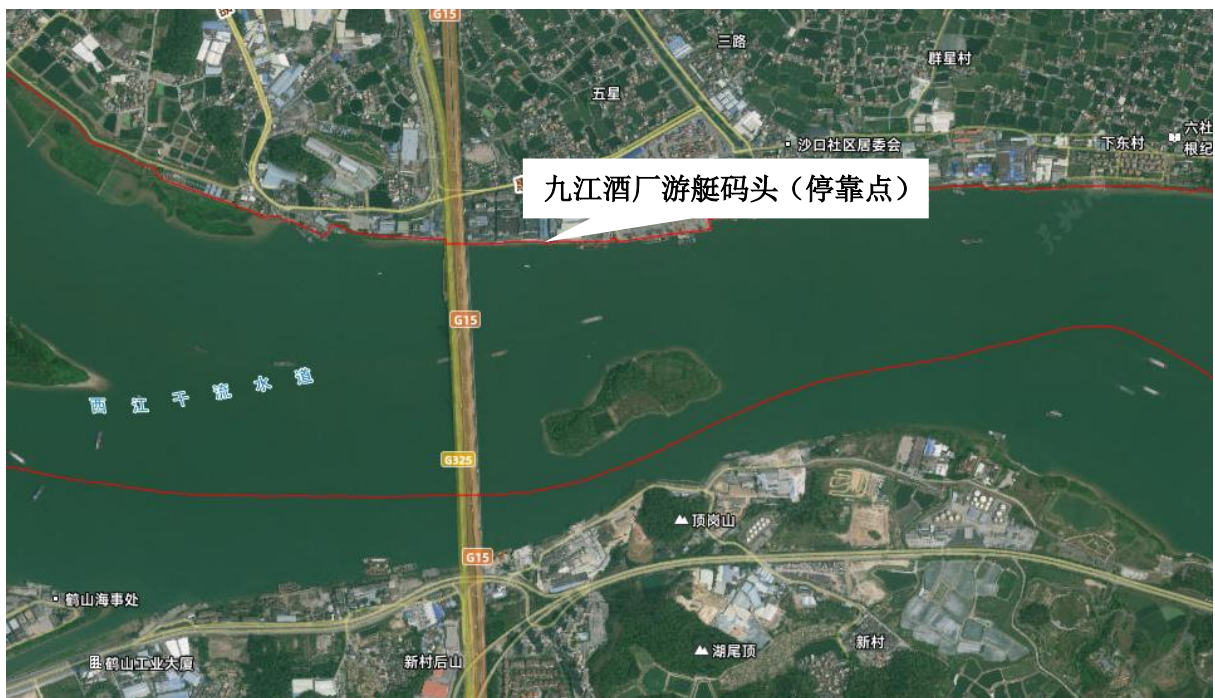 G15
三路
群星村
五星
沙口社区居委会
下东村
六社
根纪
九江酒厂游艇码头（停靠点）
G15
西江干流水道
G325
顶岗山
G15
鹤山海事处
鹤山工业大厦
新村后山
湖尾顶
新村